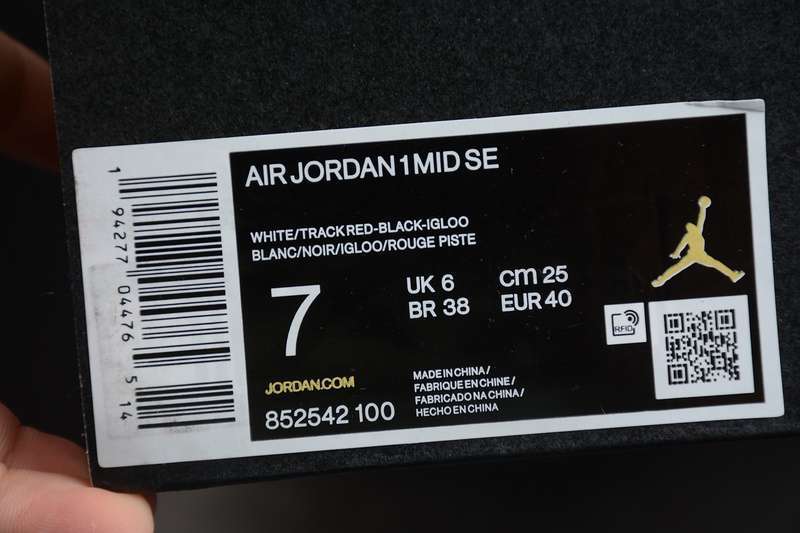 AIR JORDAN 1 MID SE
WHITE/TRACK RED-BLACK-IGLOO
BLANC/NOIR/IGLOO/ROUGE PISTE
7
UK 6 cm 25
BR 38 EUR 40
RFID
JORDAN.COM
852542 100
MADE IN CHINA /
FABRIQUE EN CHINE /
FABRICADO NA CHINA /
HECHO EN CHINA
1 94277 04476 5 14